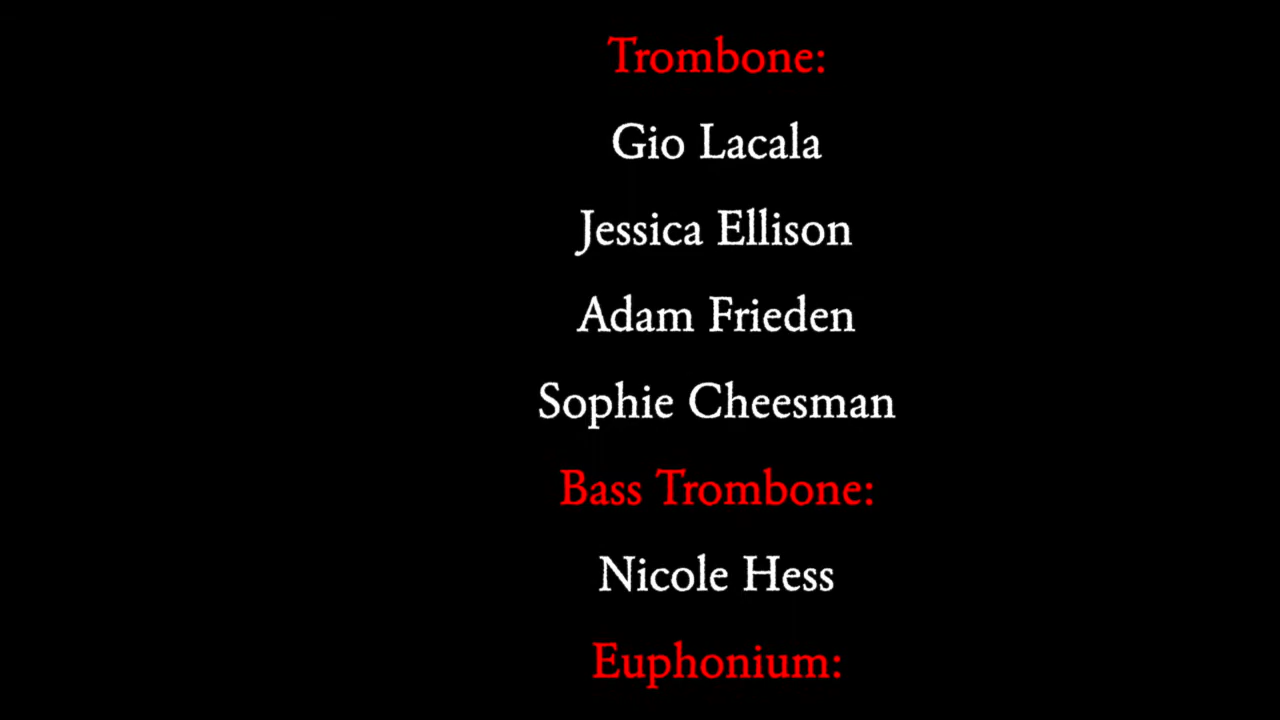 Trombone:
Gio Lacala
Jessica Ellison
Adam Frieden
Sophie Cheesman
Bass Trombone:
Nicole Hess
Euphonium: